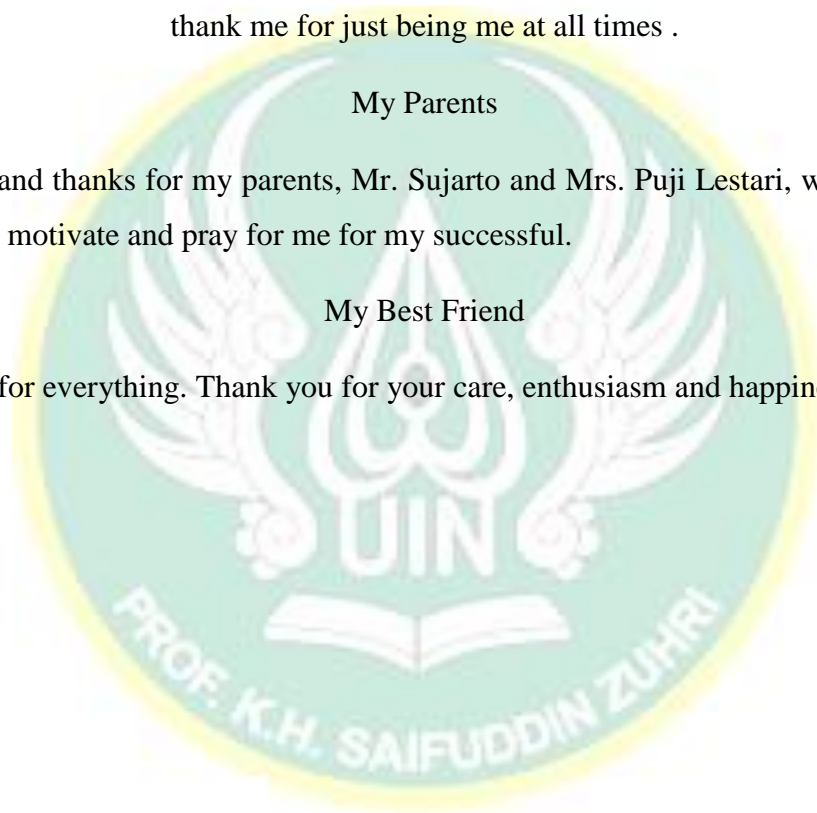 thank me for just being me at all times .
My Parents
and thanks for my parents, Mr. Sujarto and Mrs. Puji Lestari, w
motivate and pray for me for my successful.
My Best Friend
for everything. Thank you for your care, enthusiasm and happin
UIN
PROF. K.H. SAIFUDDIN ZUHRI